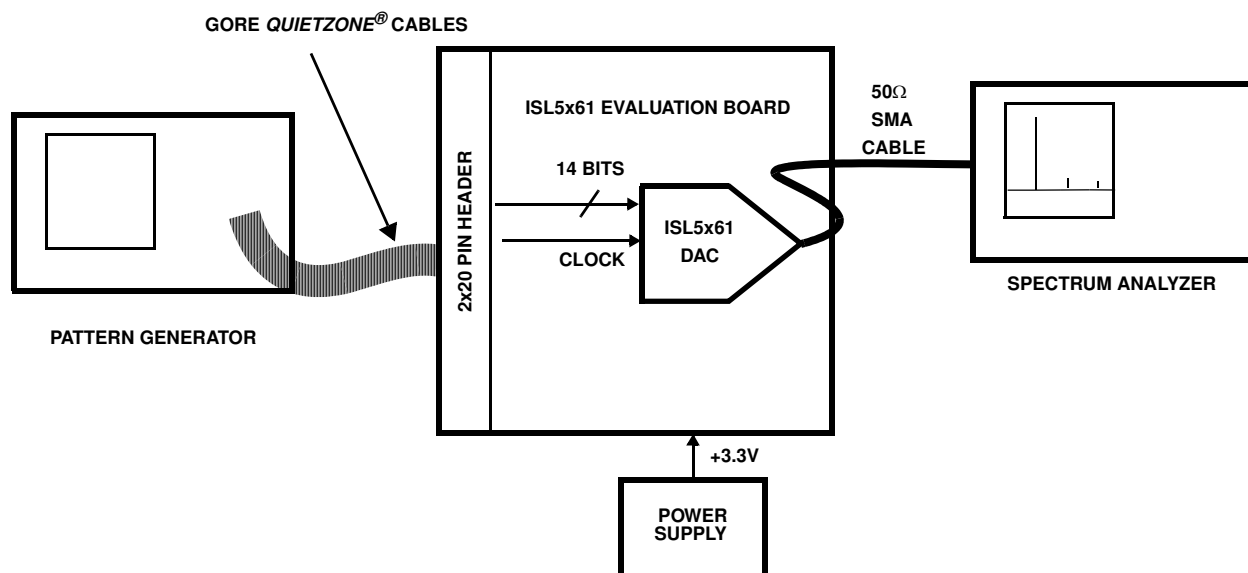 GORE QUIETZONE® CABLES
ISL5x61 EVALUATION BOARD
50Ω
SMA
CABLE
2x20 PIN HEADER
14 BITS
CLOCK
ISL5x61
DAC
PATTERN GENERATOR
SPECTRUM ANALYZER
+3.3V
POWER
SUPPLY